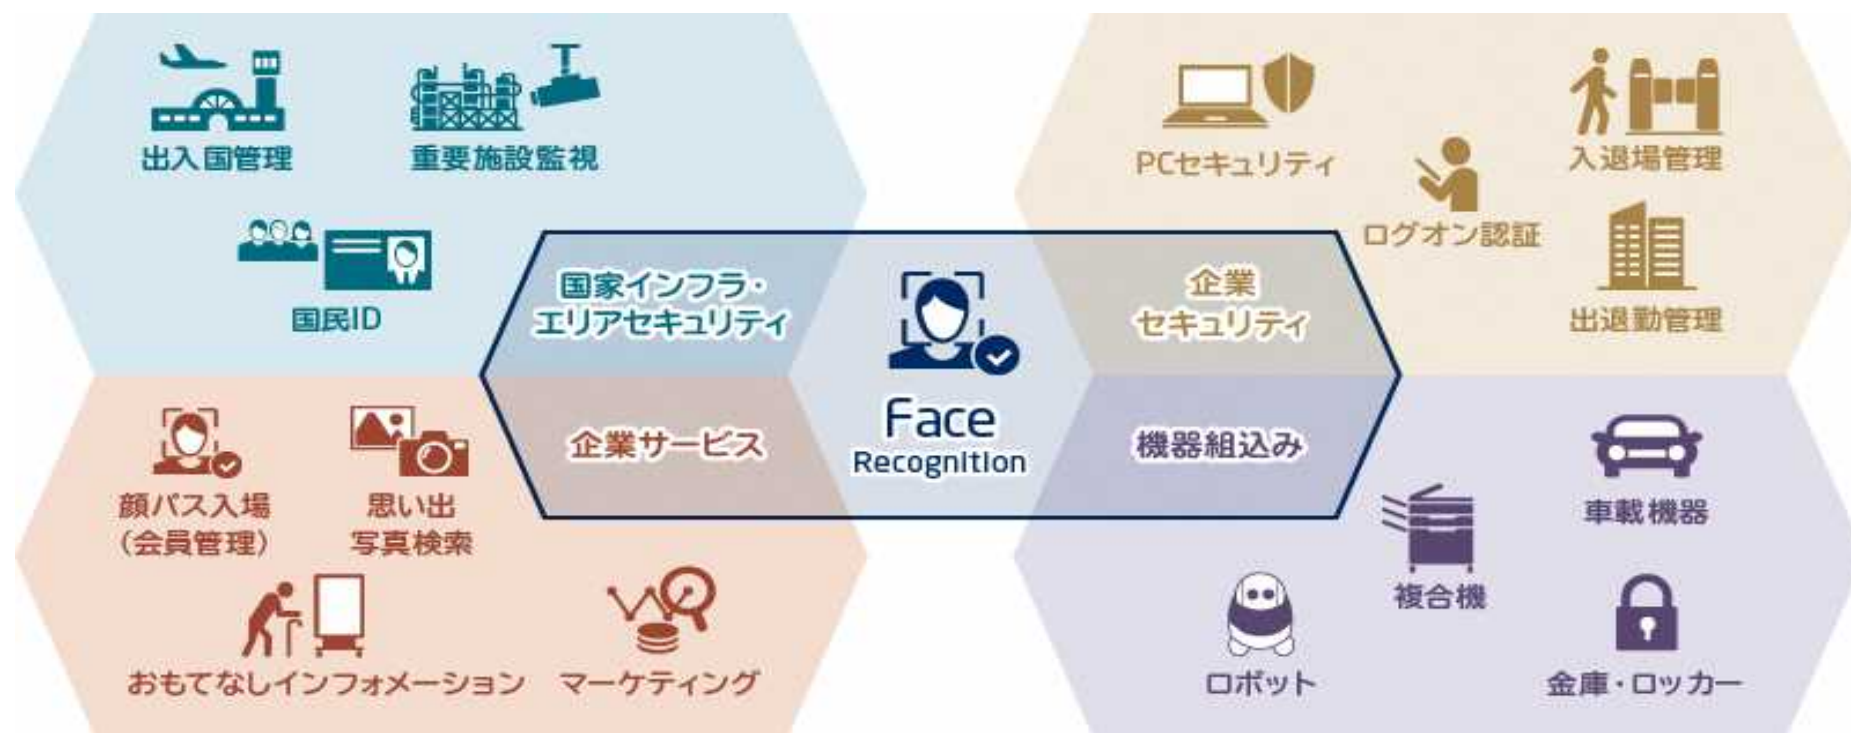 出入国管理
重要施設監視
国民ID
国家インフラ・
エリアセキュリティ
PCセキュリティ
入退場管理
ログオン認証
出退勤管理
企業
セキュリティ
Face
Recognition
企業サービス
顔パス入場
（会員管理）
思い出
写真検索
おもてなしインフォメーション
マーケティング
機器組込み
車載機器
複合機
ロボット
金庫・ロッカー